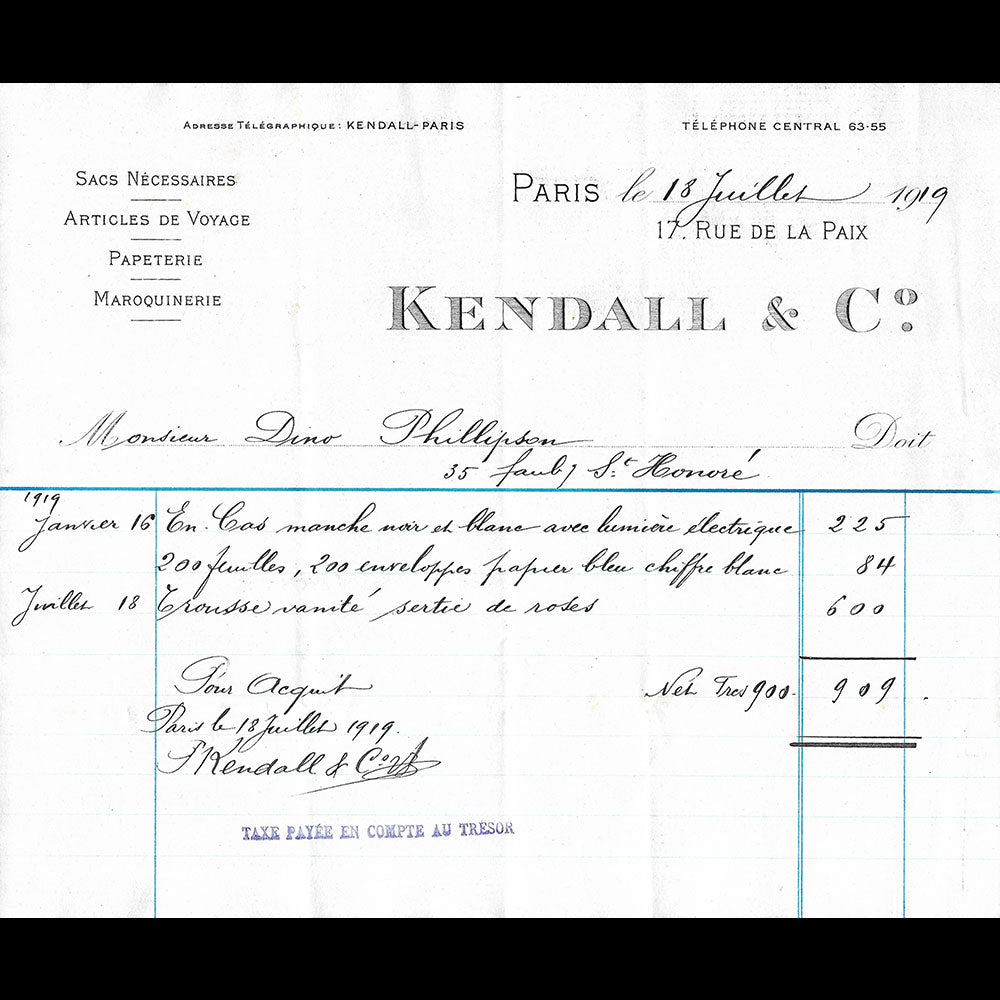 Adresse Télégraphique: KENDALL-PARIS
TÉLÉPHONE CENTRAL 63-55
Sacs Nécessaires
Articles de Voyage
Papeterie
Maroquinerie
PARIS le 18 Juillet 1919
17, RUE DE LA PAIX
KENDALL & Cº
Monsieur Dino Phillipson Doit
35 faubg St Honoré
1919
Janvier 16 En. Cas manche noir et blanc avec lumière électrique 225
200 feuilles, 200 enveloppes papier bleu chiffre blanc 84
Juillet 18 Trousse vanité sertie de roses 600
Pour Acquit Net Frcs 900. 909.
Paris le 18 Juillet 1919.
Kendall & Co
TAXE PAYÉE EN COMPTE AU TRESOR